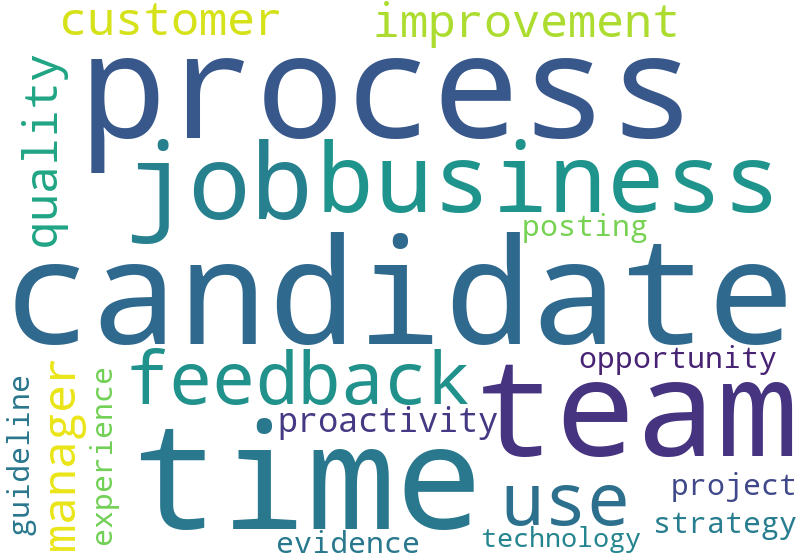 customer
improvement
process
quality
job
business
posting
candidate
opportunity
feedback
team
guideline
manager
experience
proactivity
time
use
project
strategy
evidence
technology